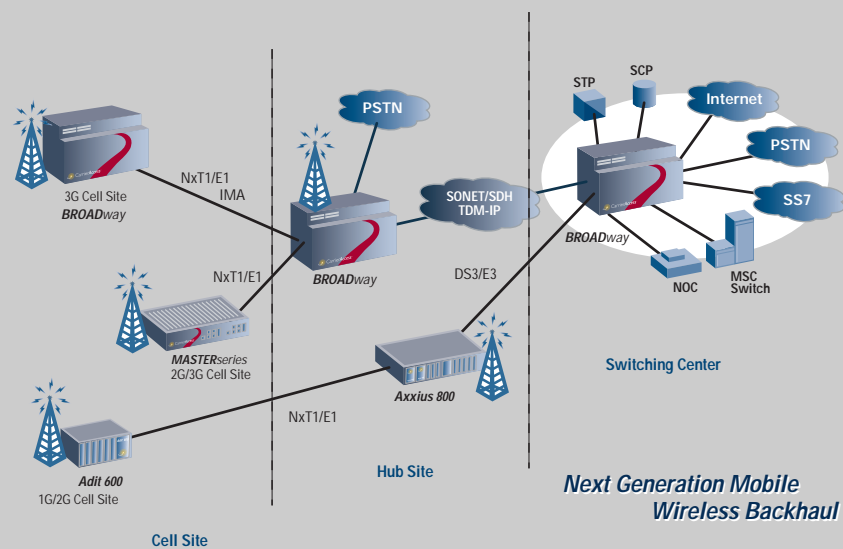 STP
SCP
Internet
PSTN
PSTN
SS7
3G Cell Site
BROADway
NxT1/E1
IMA
SONET/SDH
TDM-IP
BROADway
BROADway
NOC
MSC
Switch
NxT1/E1
DS3/E3
MASTERseries
2G/3G Cell Site
Axxius 800
Switching Center
NxT1/E1
Adit 600
1G/2G Cell Site
Hub Site
Cell Site
Next Generation Mobile
Wireless Backhaul